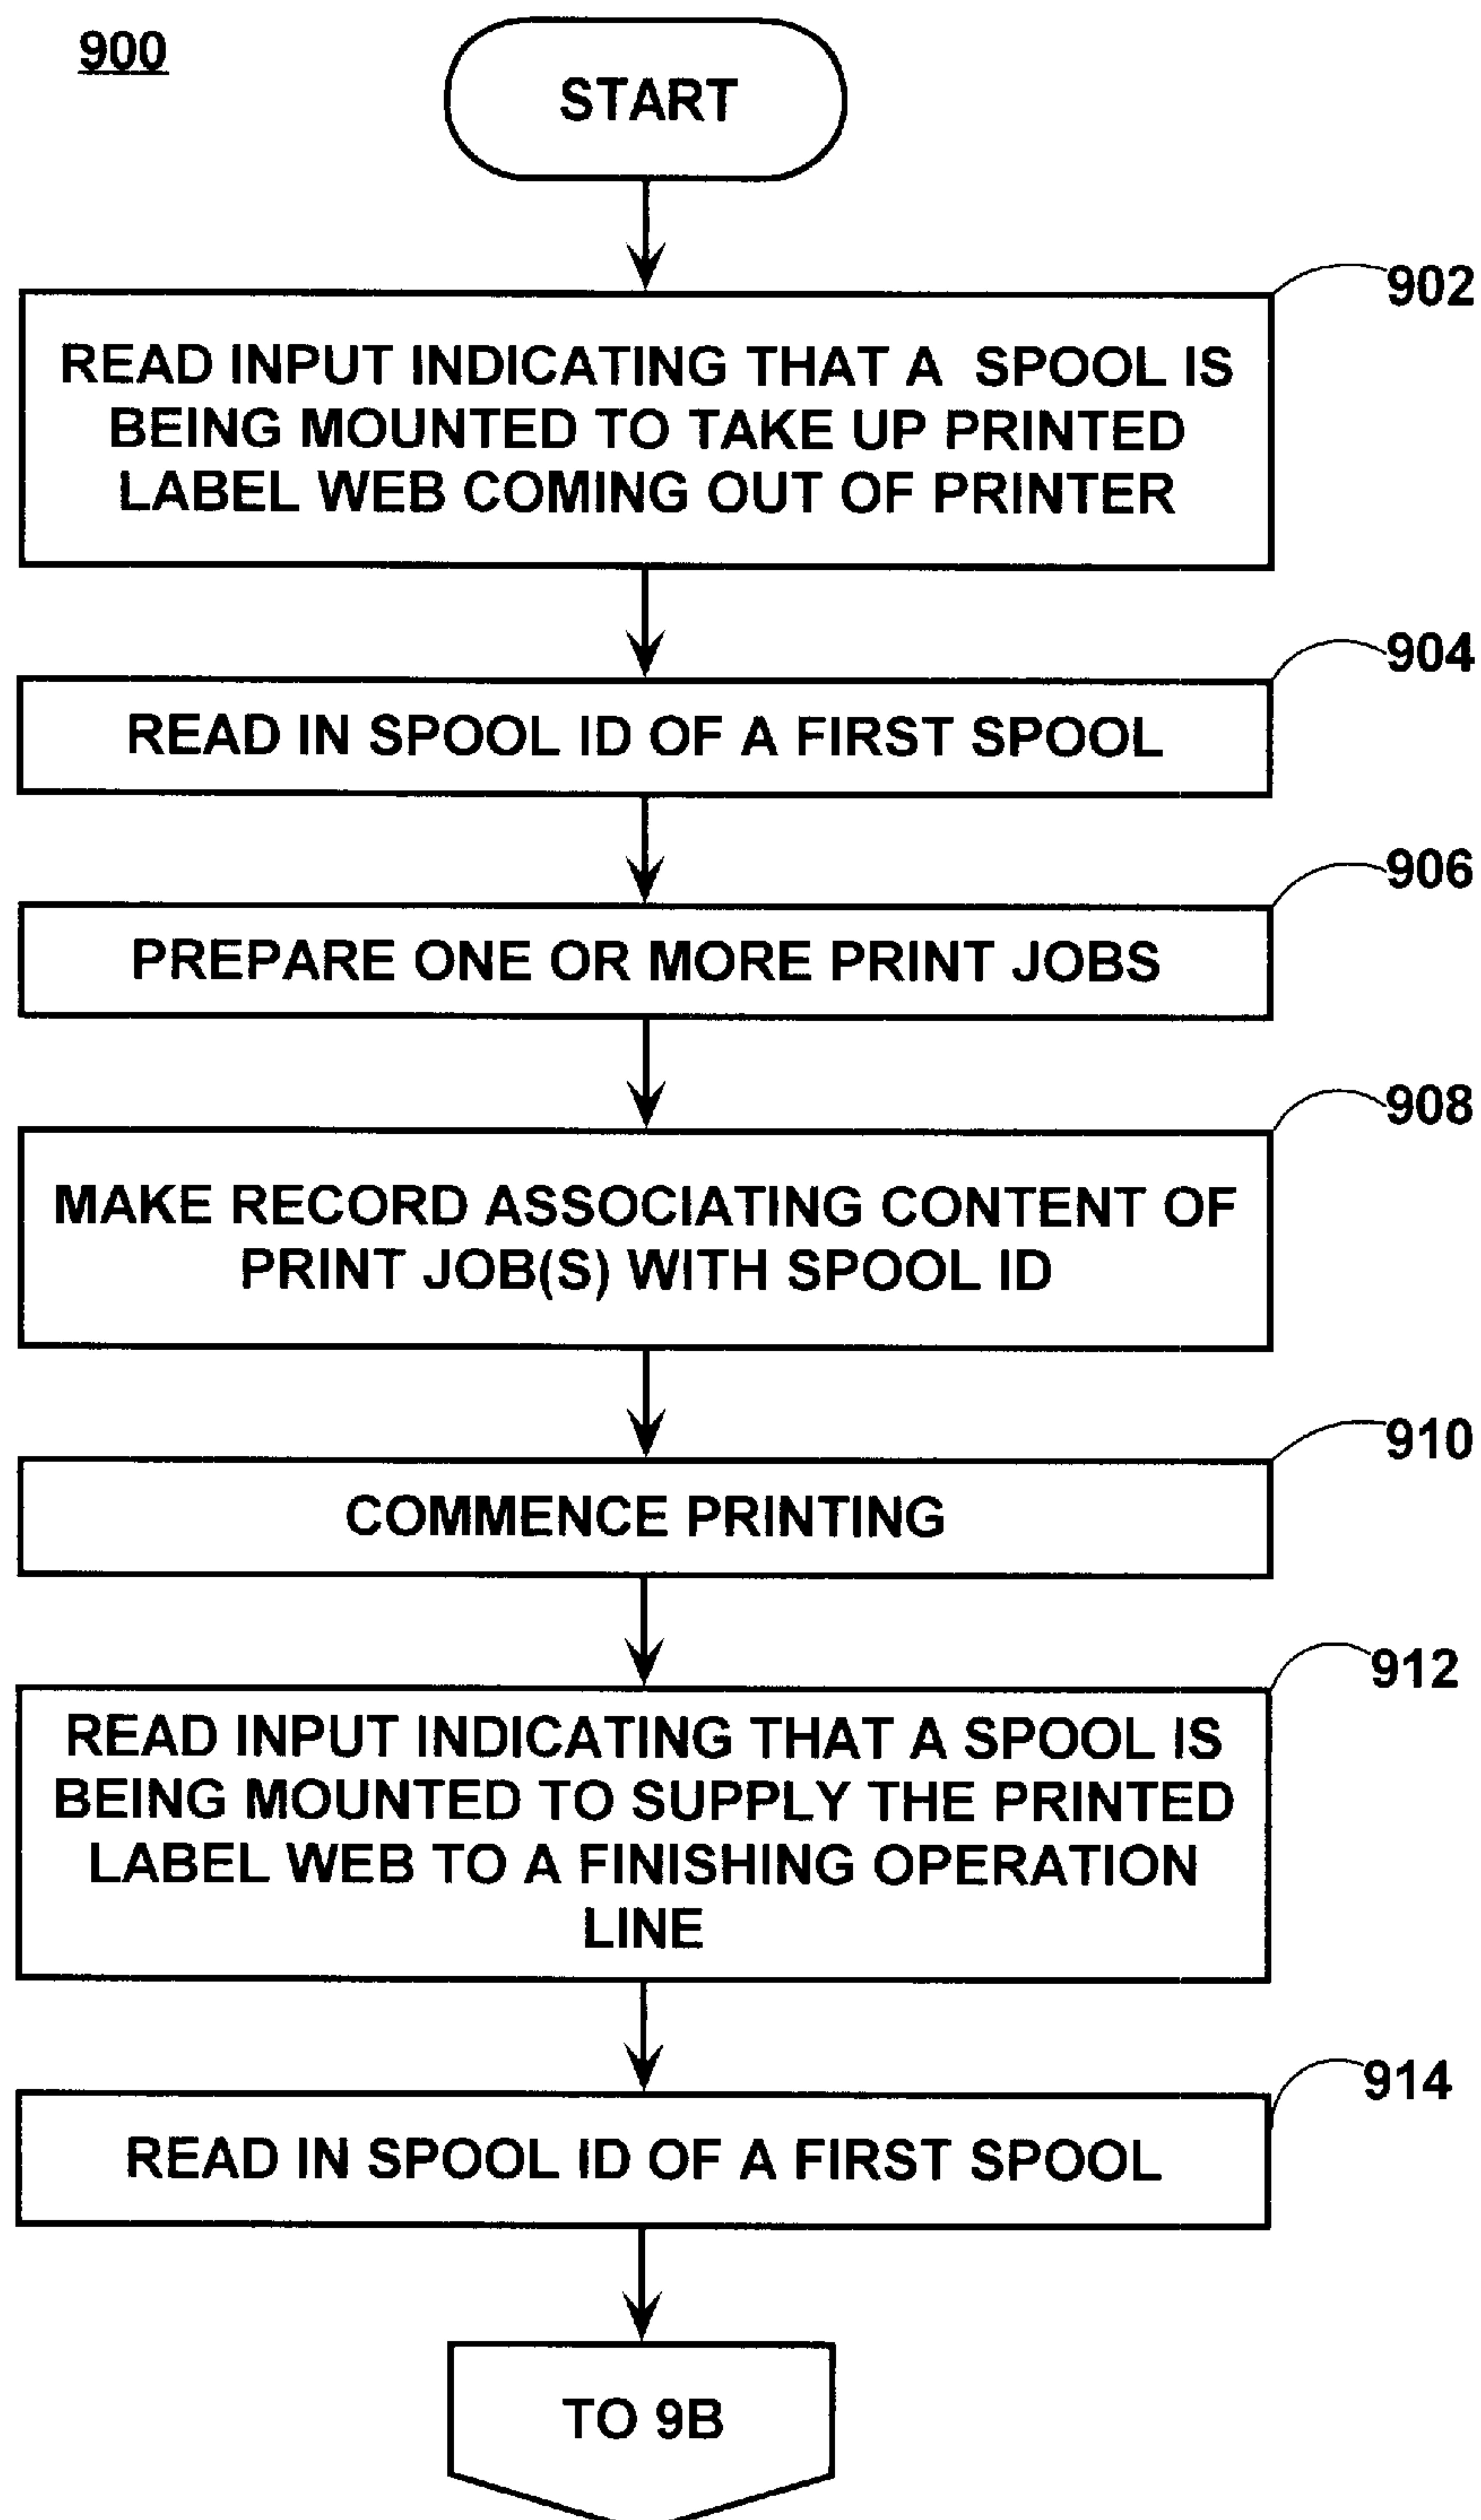 900
START
902
READ INPUT INDICATING THAT A SPOOL IS
BEING MOUNTED TO TAKE UP PRINTED
LABEL WEB COMING OUT OF PRINTER
904
READ IN SPOOL ID OF A FIRST SPOOL
906
PREPARE ONE OR MORE PRINT JOBS
908
MAKE RECORD ASSOCIATING CONTENT OF
PRINT JOB(S) WITH SPOOL ID
910
COMMENCE PRINTING
912
READ INPUT INDICATING THAT A SPOOL IS
BEING MOUNTED TO SUPPLY THE PRINTED
LABEL WEB TO A FINISHING OPERATION
LINE
914
READ IN SPOOL ID OF A FIRST SPOOL
TO 9B